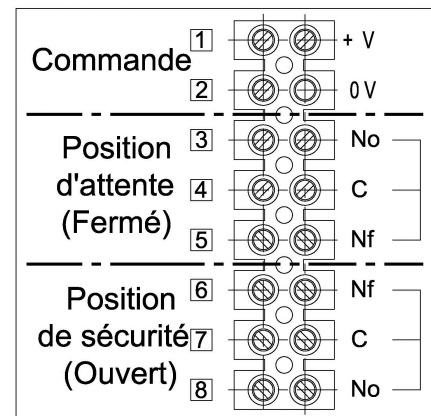 Commande
1 + V
2 0 V
Position
d'attente
(Fermé)
3 No
4 C
5 Nf
Position
de sécurité
(Ouvert)
6 Nf
7 C
8 No